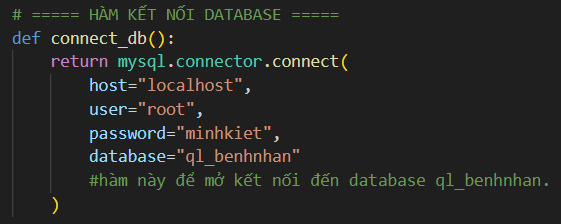 # ===== HÀM KẾT NỐI DATABASE =====
def connect_db():
    return mysql.connector.connect(
        host="localhost",
        user="root",
        password="minhkiet",
        database="ql_benhnhan"
        #hàm này để mở kết nối đến database ql_benhnhan.
    )